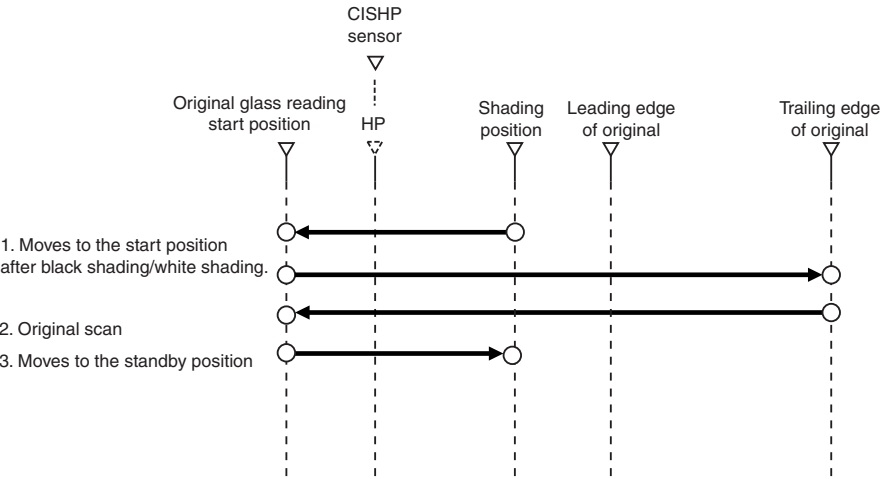 CISHP
sensor
Original glass reading
start position
HP
Shading
position
Leading edge
of original
Trailing edge
of original
1. Moves to the start position
after black shading/white shading.
2. Original scan
3. Moves to the standby position